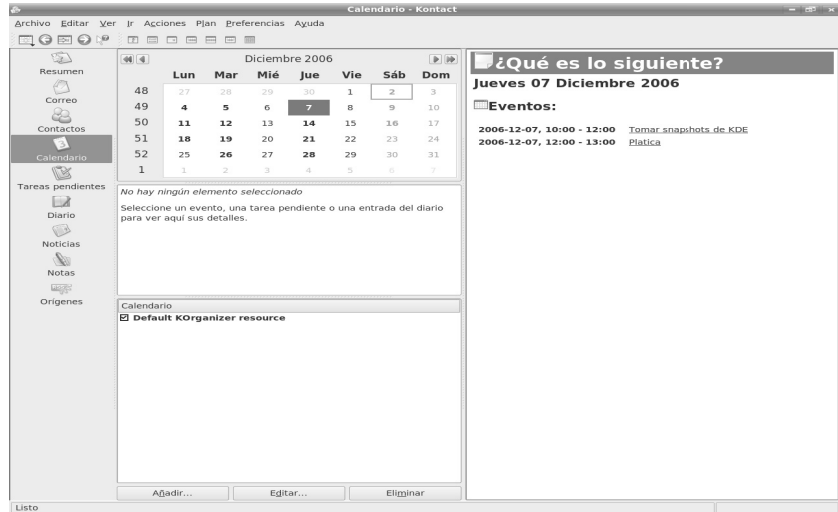 Calendario - Kontact
Archivo Editar Ver Ir Acciones Plan Preferencias Ayuda
Resumen
Correo
Contactos
Calendario
Tareas pendientes
Diario
Noticias
Notas
Orígenes
Diciembre 2006
Lun Mar Mié Jue Vie Sáb Dom
48 27 28 29 30 1 2 3
49 4 5 6 7 8 9 10
50 11 12 13 14 15 16 17
51 18 19 20 21 22 23 24
52 25 26 27 28 29 30 31
1 1 2 3 4 5 6 7
No hay ningún elemento seleccionado
Seleccione un evento, una tarea pendiente o una entrada del diario
para ver aquí sus detalles.
Calendario
Default KOrganizer resource
Añadir... Editar... Eliminar
¿Qué es lo siguiente?
Jueves 07 Diciembre 2006
Eventos:
2006-12-07, 10:00 - 12:00 Tomar snapshots de KDE
2006-12-07, 12:00 - 13:00 Platica
Listo